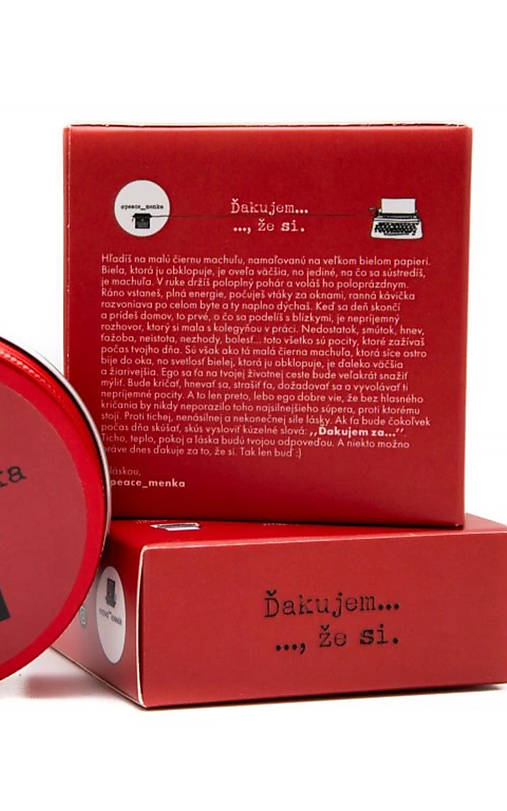 @peace_menka
Ďakujem...
..., že si.
Hľadíš na malú čiernu machuľu, namaľovanú na veľkom bielom papieri.
Biela, ktorá ju obklopuje, je oveľa väčšia, no jediné, na čo sa sústredíš,
je machuľa. V ruke držíš poloplný pohár a voláš ho poloprázdnym.
Ráno vstaneš, plná energie, počuješ vtáky za oknami, ranná kávička
rozvoniava po celom byte a ty naplno dýchaš. Keď sa deň skončí
a prídeš domov, to prvé, o čo sa podelíš s blízkymi, je nepríjemný
rozhovor, ktorý si mala s kolegyňou v práci. Nedostatok, smútok, hnev,
ťažoba, neistota, nezhody, bolesť... toto všetko sú pocity, ktoré zažívaš
počas tvojho dňa. Sú však ako tá malá čierna machuľa, ktorá síce ostro
bije do oka, no svetlosť bielej, ktorá ju obklopuje, je ďaleko väčšia
a žiarivejšia. Ego sa ťa na tvojej životnej ceste bude veľakrát snažiť
mýliť. Bude kričať, hnevať sa, strašiť ťa, dožadovať sa a vyvolávať ti
nepríjemné pocity. A to len preto, lebo ego dobre vie, že bez hlasného
kričania by nikdy neporazilo toho najsilnejšieho súpera, proti ktorému
stojí. Proti tichej, nenásilnej a nekonečnej sile lásky. Ak ťa bude čokoľvek
počas dňa skúšať, skús vysloviť kúzelné slová: ,,Ďakujem za...‘‘.
Ticho, teplo, pokoj a láska budú tvojou odpoveďou. A niekto možno
práve dnes ďakuje za to, že si. Tak len buď :)
láskou,
peace_menka
ka
Ďakujem...
..., že si.